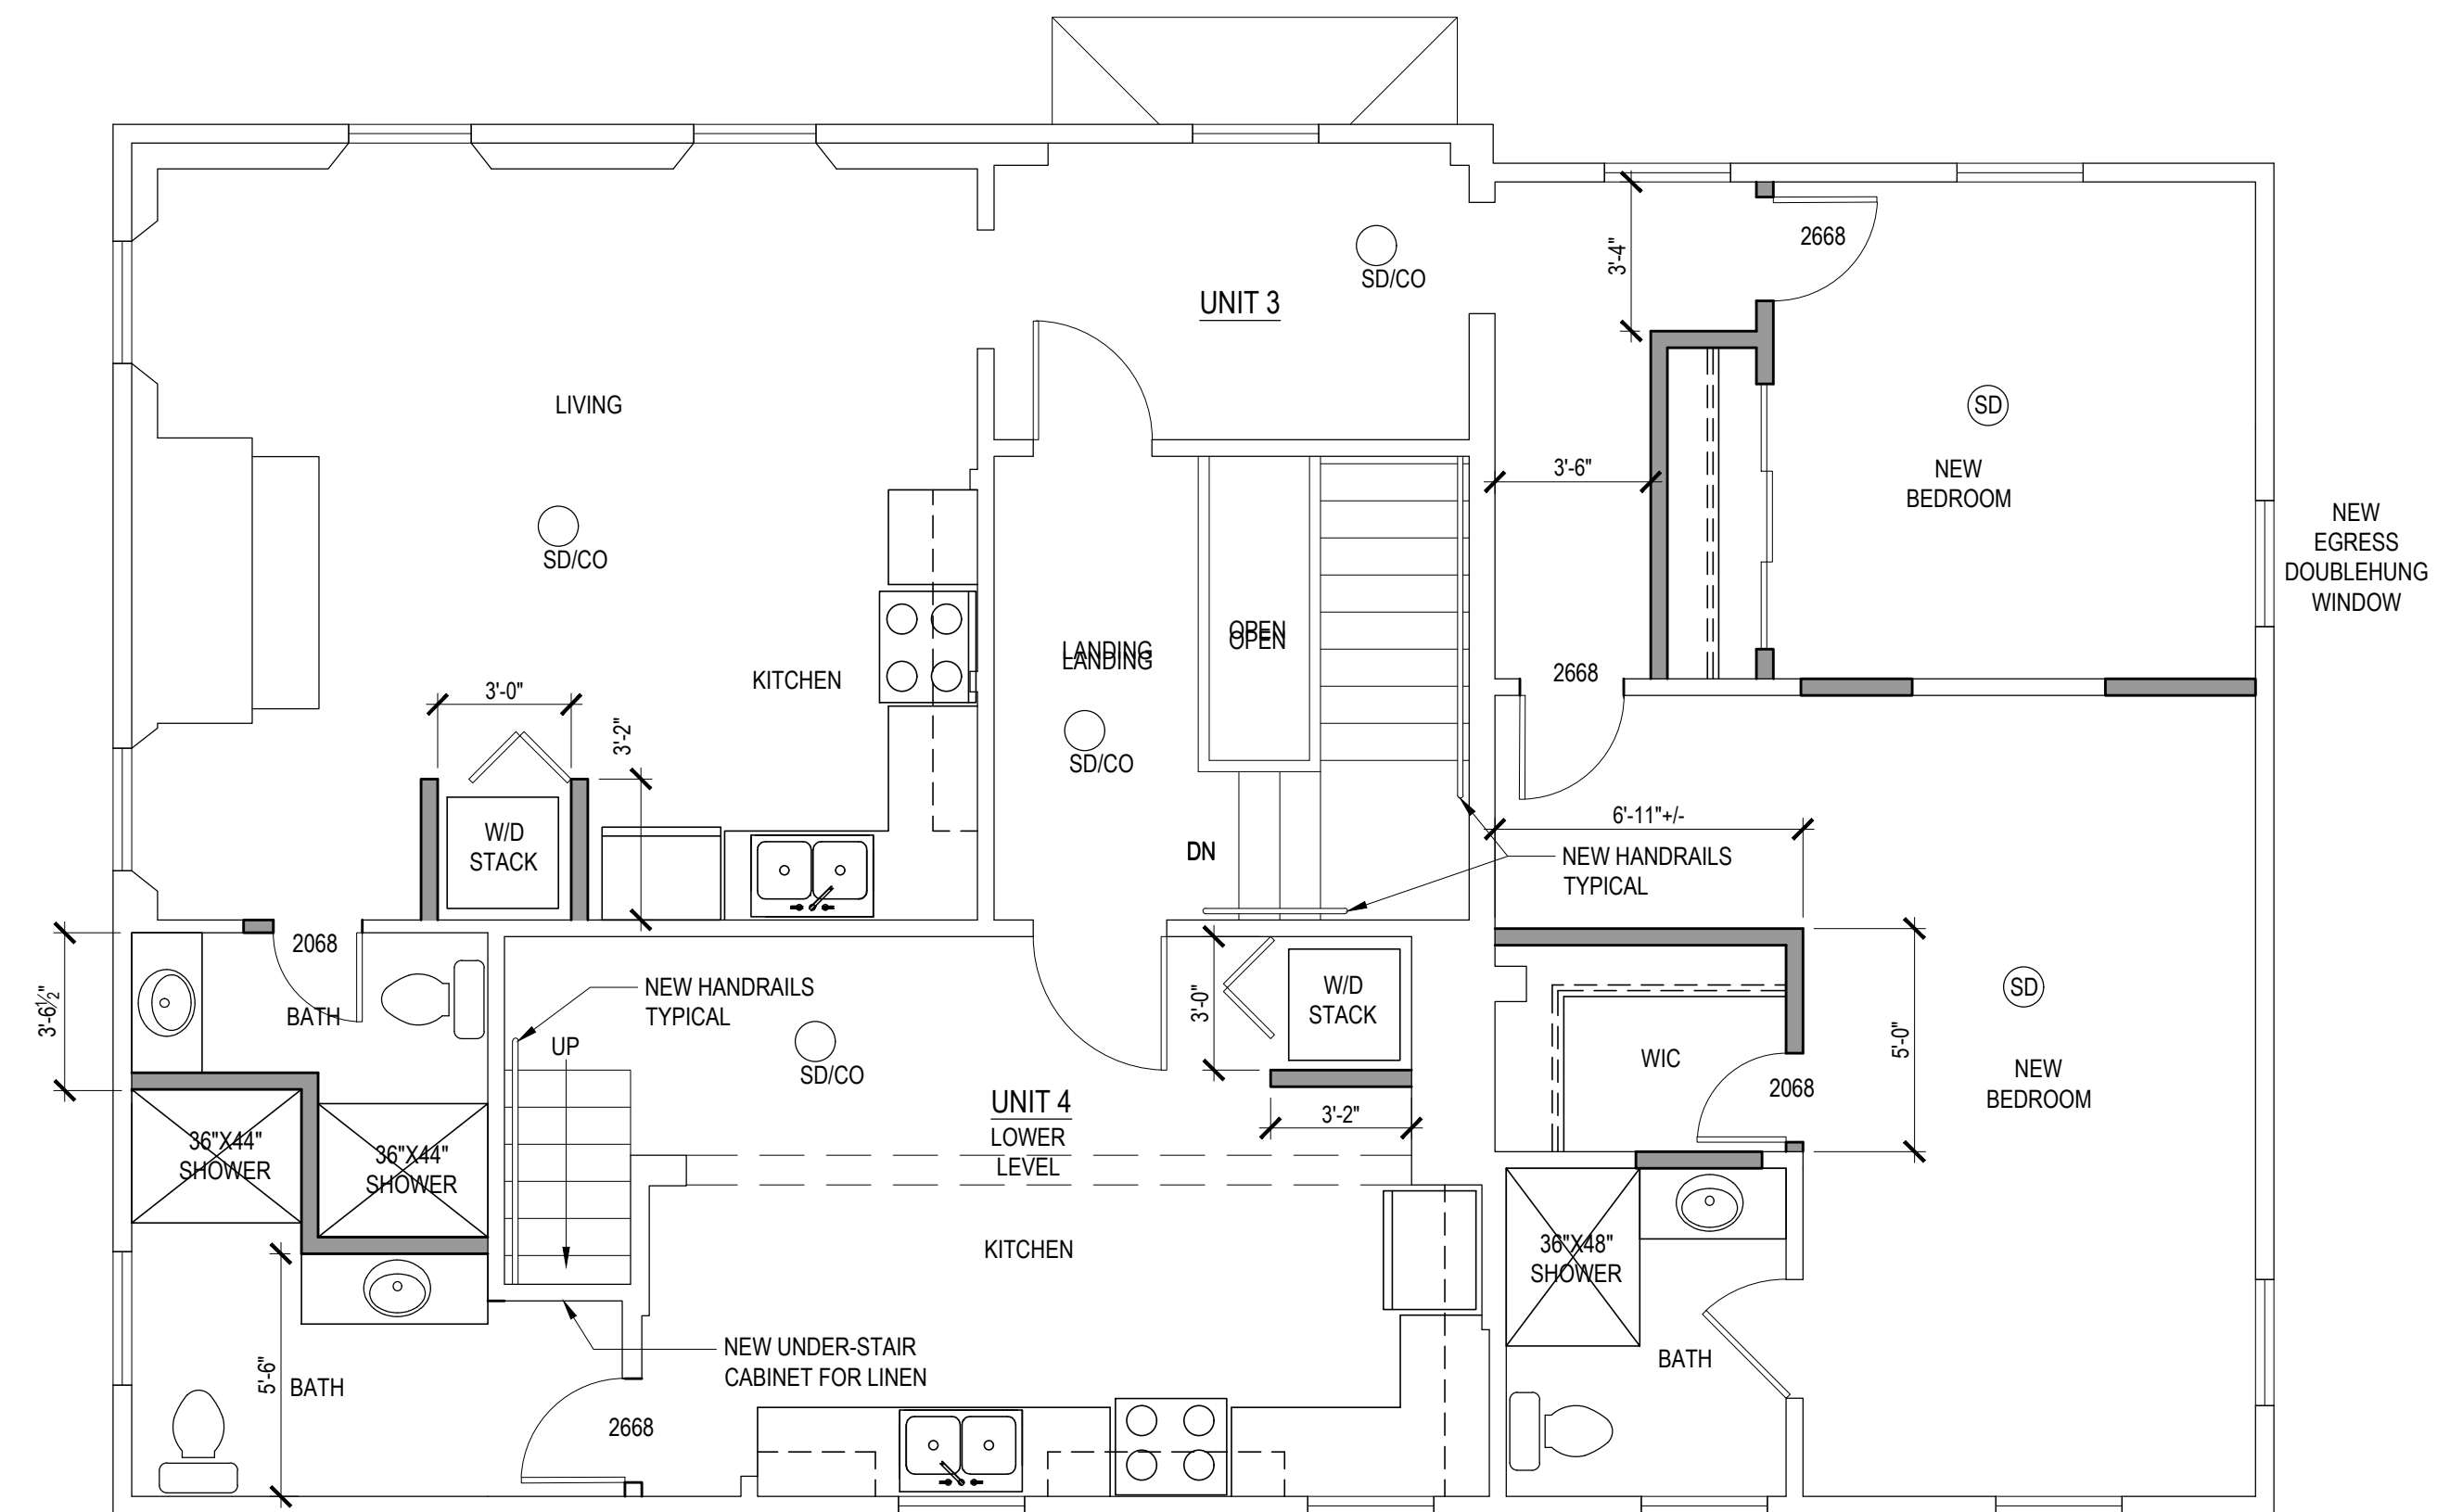 UNIT 3
SD/CO
2668
3'-4"
LIVING
SD
NEW
BEDROOM
3'-6"
NEW
EGRESS
DOUBLEHUNG
WINDOW
SD/CO
OPEN
OPEN
LANDING
LANDING
KITCHEN
2668
3'-0"
3'-2"
SD/CO
W/D
STACK
DN
6'-11"+/-
NEW HANDRAILS
TYPICAL
2068
3'-6½"
BATH
NEW HANDRAILS
TYPICAL
UP
SD/CO
3'-0"
W/D
STACK
SD
WIC
5'-0"
2068
NEW
BEDROOM
UNIT 4
LOWER
LEVEL
3'-2"
36"X44"
SHOWER
36"X44"
SHOWER
KITCHEN
36"X48"
SHOWER
NEW UNDER-STAIR
CABINET FOR LINEN
5'-6"
BATH
BATH
2668